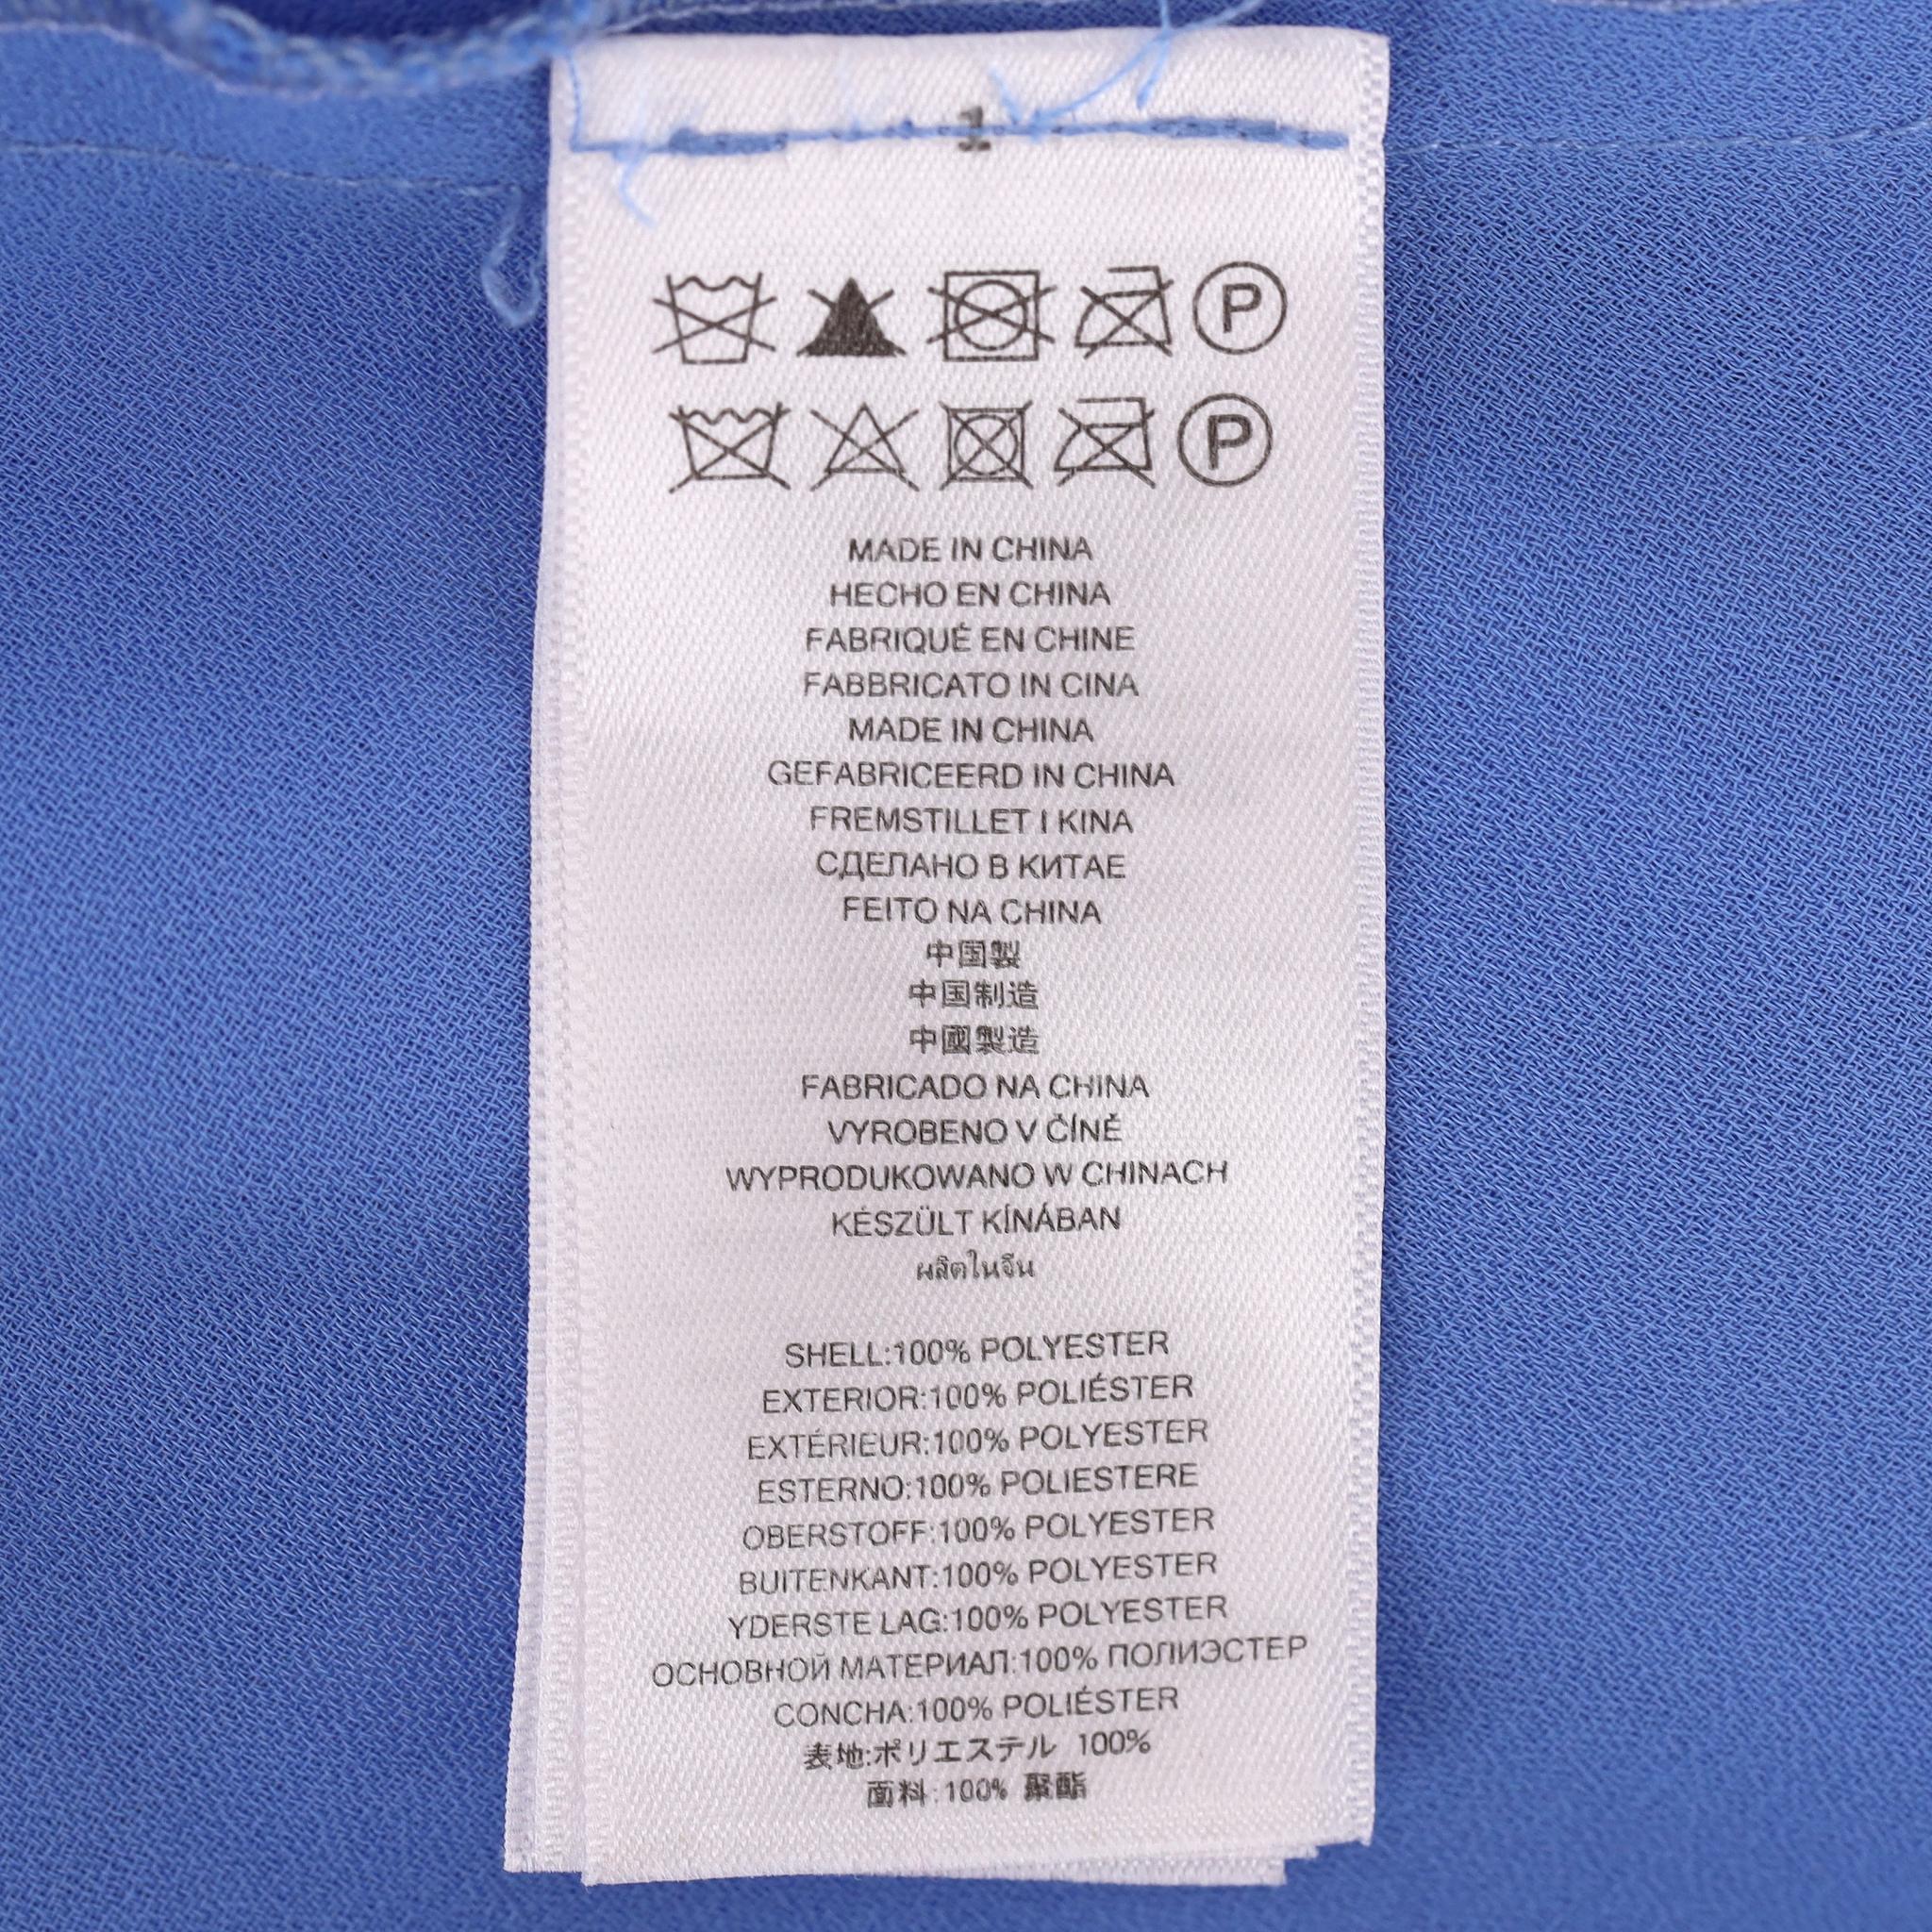 1
P
P
MADE IN CHINA
HECHO EN CHINA
FABRIQUÉ EN CHINE
FABBRICATO IN CINA
MADE IN CHINA
GEFABRICEERD IN CHINA
FREMSTILLET I KINA
СДЕЛАНО В КИТАЕ
FEITO NA CHINA
中国製
中国制造
中國製造
FABRICADO NA CHINA
VYROBENO V ČÍNĚ
WYPRODUKOWANO W CHINACH
KÉSZÜLT KÍNÁBAN
ผลิตในจีน
SHELL:100% POLYESTER
EXTERIOR:100% POLIÉSTER
EXTÉRIEUR:100% POLYESTER
ESTERNO:100% POLIESTERE
OBERSTOFF:100% POLYESTER
BUITENKANT:100% POLYESTER
YDERSTE LAG:100% POLYESTER
ОСНОВНОЙ МАТЕРИАЛ:100% ПОЛИЭСТЕР
CONCHA:100% POLIÉSTER
表地:ポリエステル 100%
面料:100% 聚酯